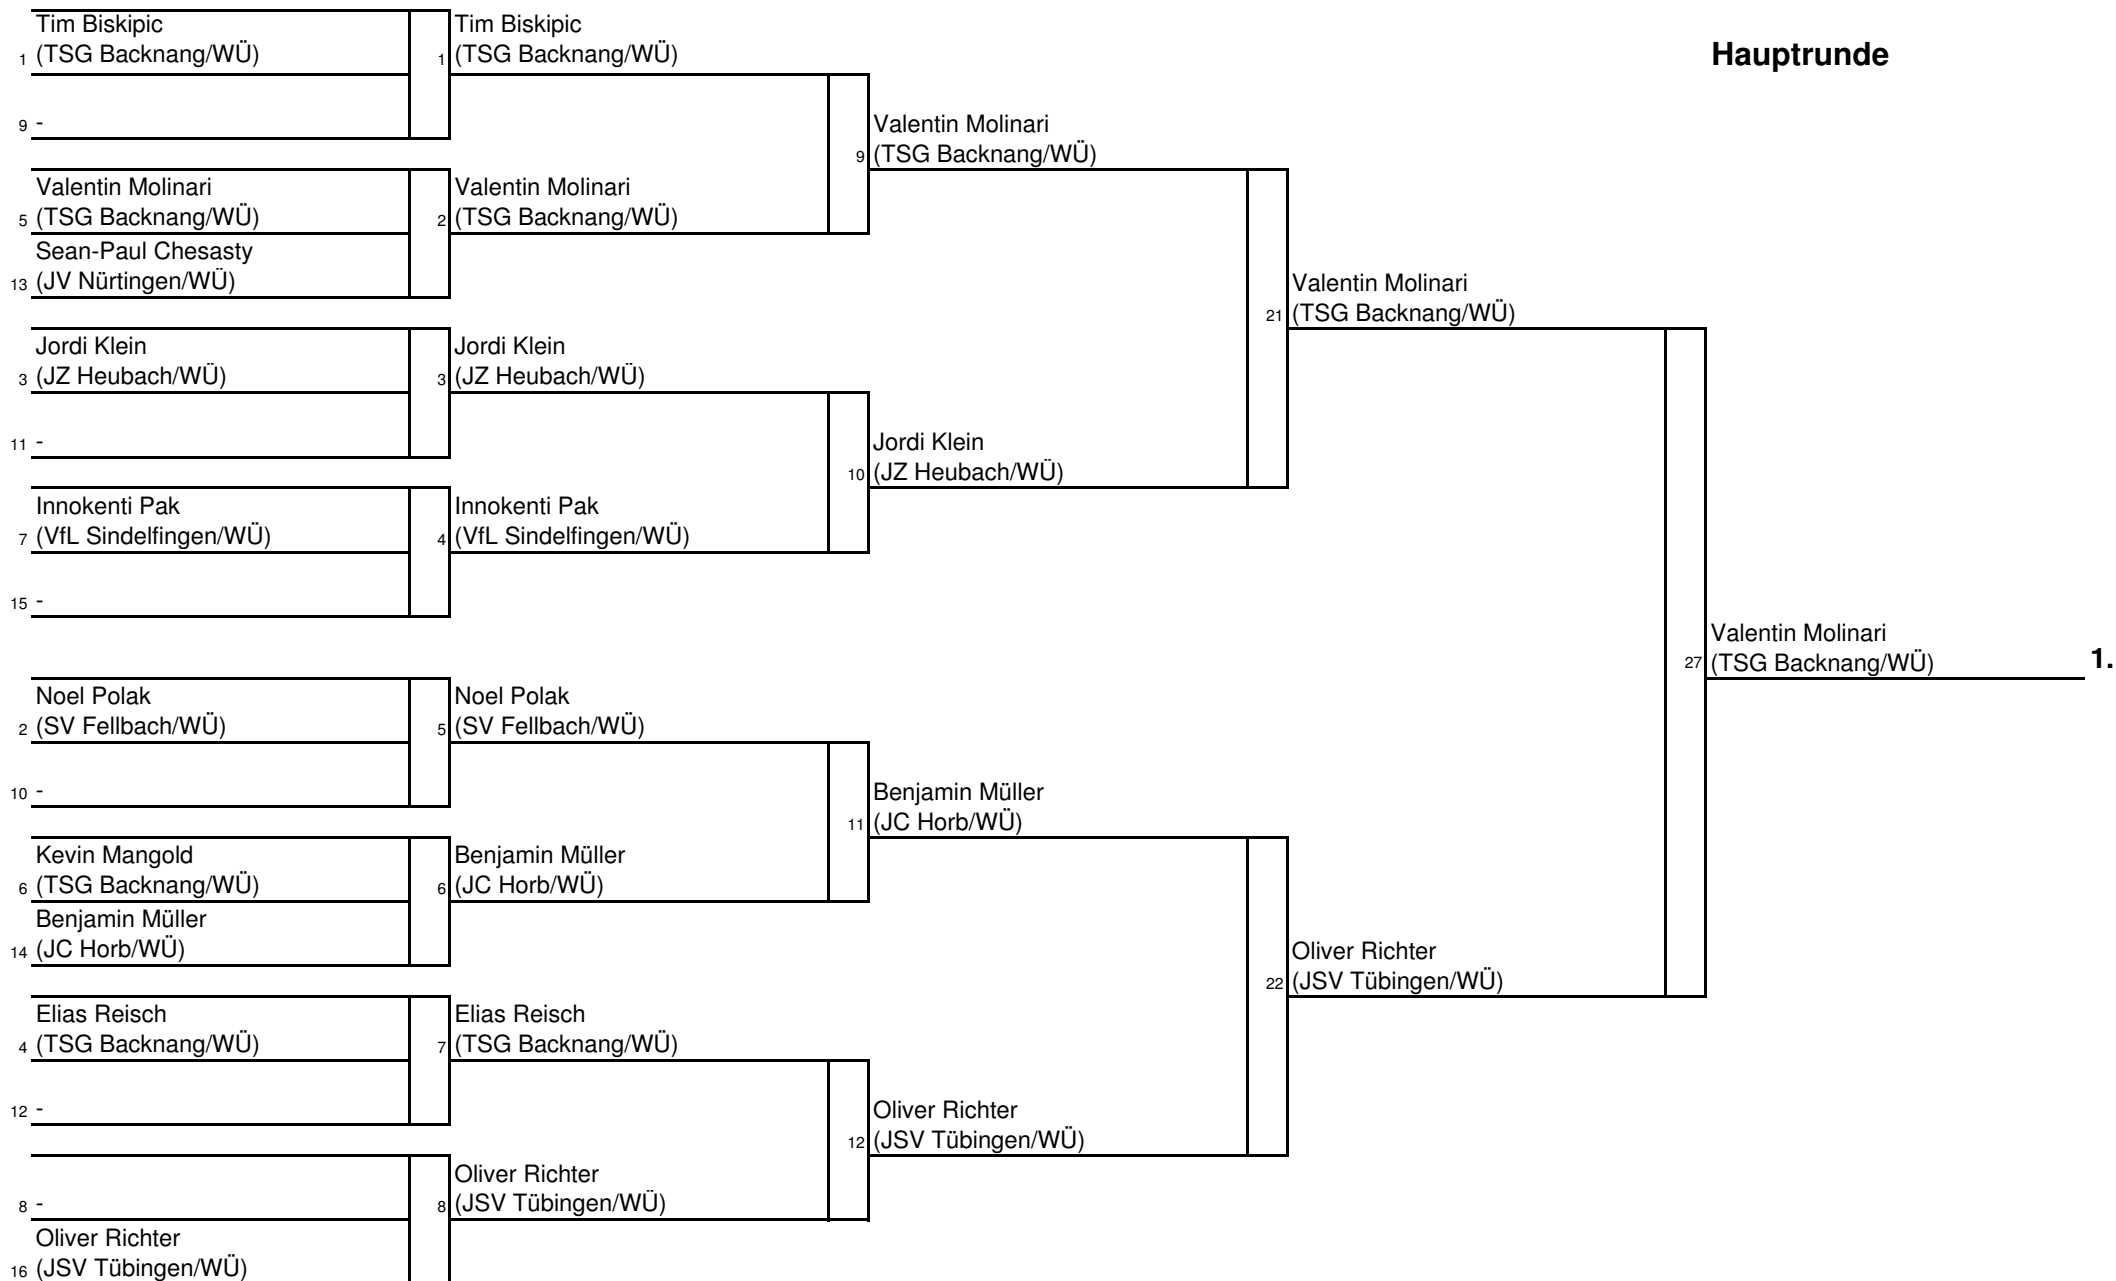 Hauptrunde
Tim Biskipic
1 (TSG Backnang/WÜ)
9 -
Valentin Molinari
5 (TSG Backnang/WÜ)
Sean-Paul Chesasty
13 (JV Nürtingen/WÜ)
Jordi Klein
3 (JZ Heubach/WÜ)
11 -
Innokenti Pak
7 (VfL Sindelfingen/WÜ)
15 -
Noel Polak
2 (SV Fellbach/WÜ)
10 -
Kevin Mangold
6 (TSG Backnang/WÜ)
Benjamin Müller
14 (JC Horb/WÜ)
Elias Reisch
4 (TSG Backnang/WÜ)
12 -
8 -
Oliver Richter
16 (JSV Tübingen/WÜ)
Tim Biskipic
1 (TSG Backnang/WÜ)
Valentin Molinari
2 (TSG Backnang/WÜ)
Jordi Klein
3 (JZ Heubach/WÜ)
Innokenti Pak
4 (VfL Sindelfingen/WÜ)
Noel Polak
5 (SV Fellbach/WÜ)
Benjamin Müller
6 (JC Horb/WÜ)
Elias Reisch
7 (TSG Backnang/WÜ)
Oliver Richter
8 (JSV Tübingen/WÜ)
Valentin Molinari
9 (TSG Backnang/WÜ)
Jordi Klein
10 (JZ Heubach/WÜ)
Benjamin Müller
11 (JC Horb/WÜ)
Oliver Richter
12 (JSV Tübingen/WÜ)
Valentin Molinari
21 (TSG Backnang/WÜ)
Oliver Richter
22 (JSV Tübingen/WÜ)
Valentin Molinari
27 (TSG Backnang/WÜ) 1.